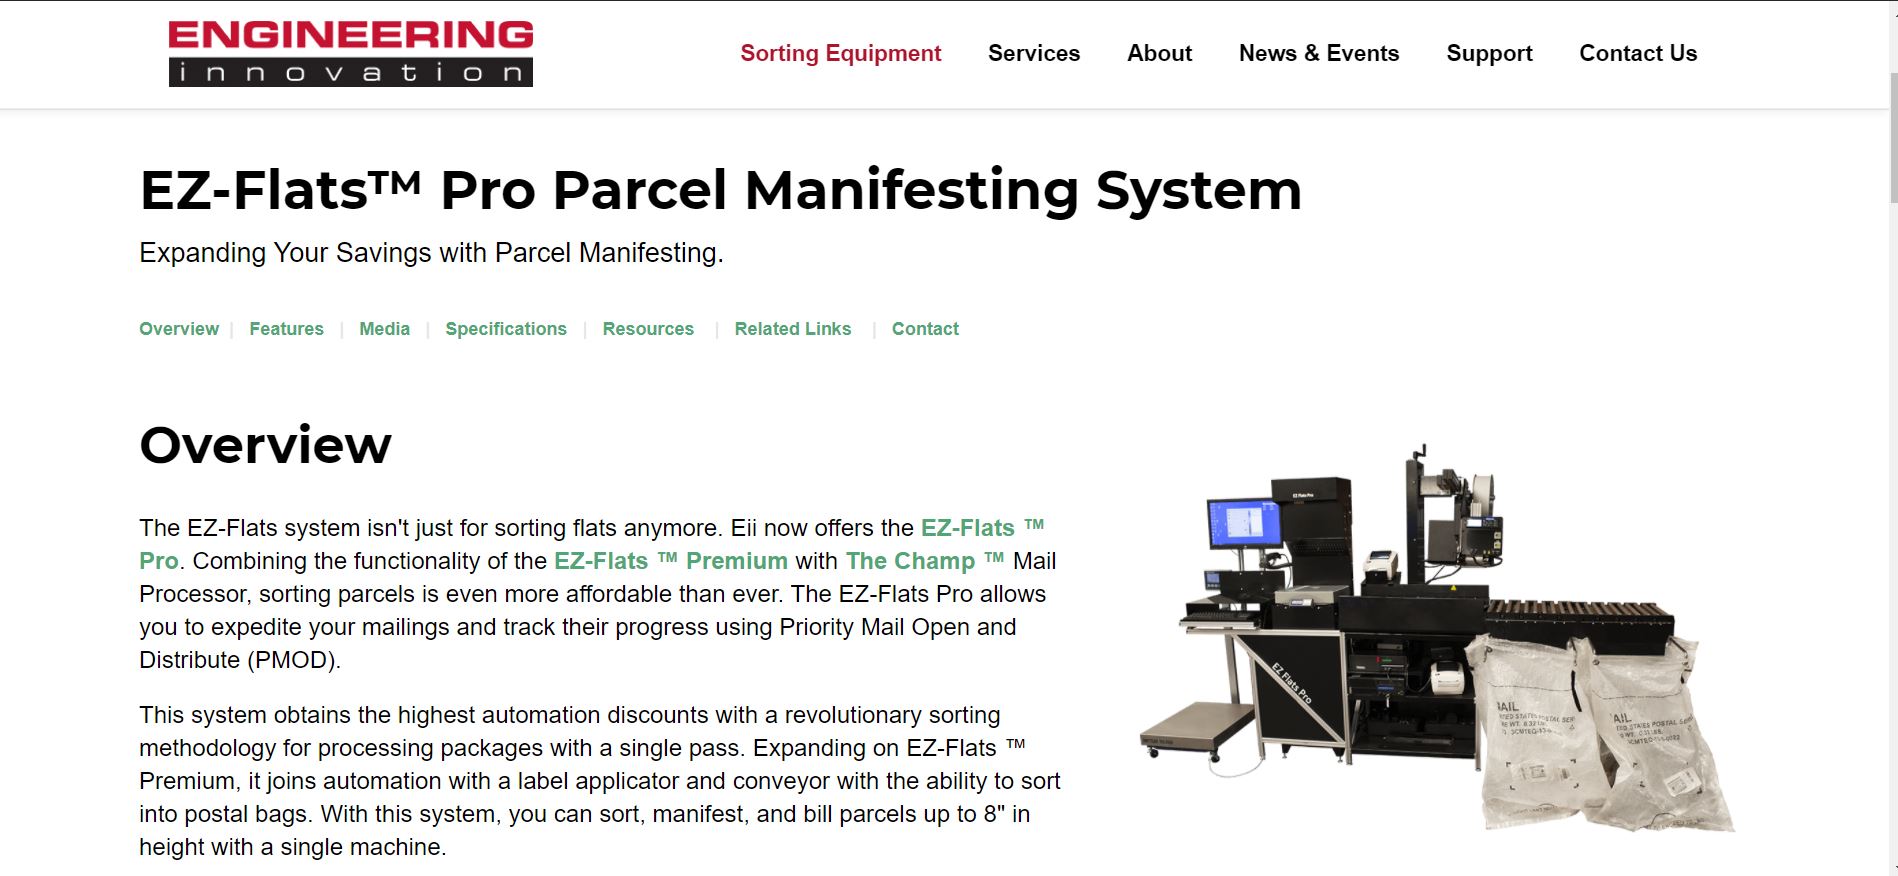 ENGINEERING
innovation
Sorting Equipment
Services
About
News & Events
Support
Contact Us
EZ-Flats™ Pro Parcel Manifesting System
Expanding Your Savings with Parcel Manifesting.
Overview | Features | Media | Specifications | Resources | Related Links | Contact
Overview
The EZ-Flats system isn't just for sorting flats anymore. Eii now offers the EZ-Flats ™
Pro. Combining the functionality of the EZ-Flats ™ Premium with The Champ ™ Mail
Processor, sorting parcels is even more affordable than ever. The EZ-Flats Pro allows
you to expedite your mailings and track their progress using Priority Mail Open and
Distribute (PMOD).
This system obtains the highest automation discounts with a revolutionary sorting
methodology for processing packages with a single pass. Expanding on EZ-Flats ™
Premium, it joins automation with a label applicator and conveyor with the ability to sort
into postal bags. With this system, you can sort, manifest, and bill parcels up to 8" in
height with a single machine.
EZ Flats Pro
EZ Flats Pro